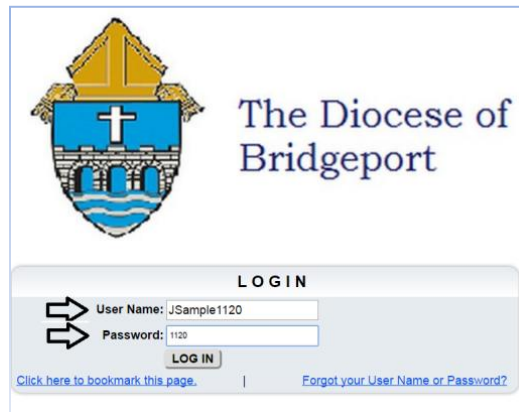 The Diocese of
Bridgeport
LOGIN
User Name: JSample1120
Password: 1120
LOG IN
Click here to bookmark this page. | Forgot your User Name or Password?